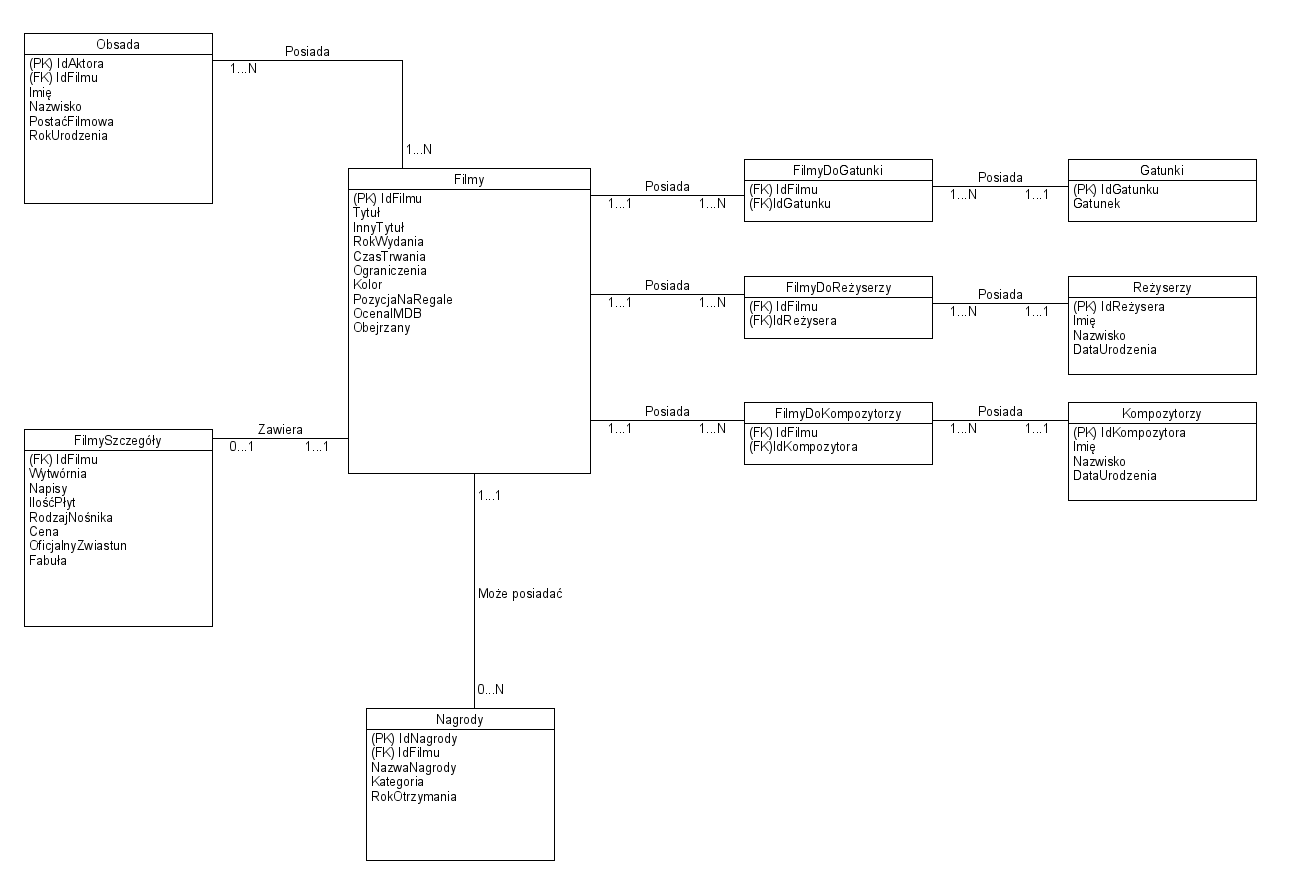 Obsada
(PK) IdAktora
(FK) IdFilmu
Imię
Nazwisko
PostaćFilmowa
RokUrodzenia
Posiada
1...N
1...N
Filmy
(PK) IdFilmu
Tytuł
InnyTytuł
RokWydania
CzasTrwania
Ograniczenia
Kolor
PozycjaNaRegale
OcenaIMDB
Obejrzany
Posiada
1...1
1...N
FilmyDoGatunki
(FK) IdFilmu
(FK)IdGatunku
Posiada
1...N
1...1
Gatunki
(PK) IdGatunku
Gatunek
Posiada
1...1
1...N
FilmyDoReżyserzy
(FK) IdFilmu
(FK)IdReżysera
Posiada
1...N
1...1
Reżyserzy
(PK) IdReżysera
Imię
Nazwisko
DataUrodzenia
Posiada
1...1
1...N
FilmyDoKompozytorzy
(FK) IdFilmu
(FK)IdKompozytora
Posiada
1...N
1...1
Kompozytorzy
(PK) IdKompozytora
Imię
Nazwisko
DataUrodzenia
FilmySzczegóły
(FK) IdFilmu
Wytwórnia
Napisy
IlośćPłyt
RodzajNośnika
Cena
OficjalnyZwiastun
Fabuła
Zawiera
0...1
1...1
1...1
Może posiadać
0...N
Nagrody
(PK) IdNagrody
(FK) IdFilmu
NazwaNagrody
Kategoria
RokOtrzymania